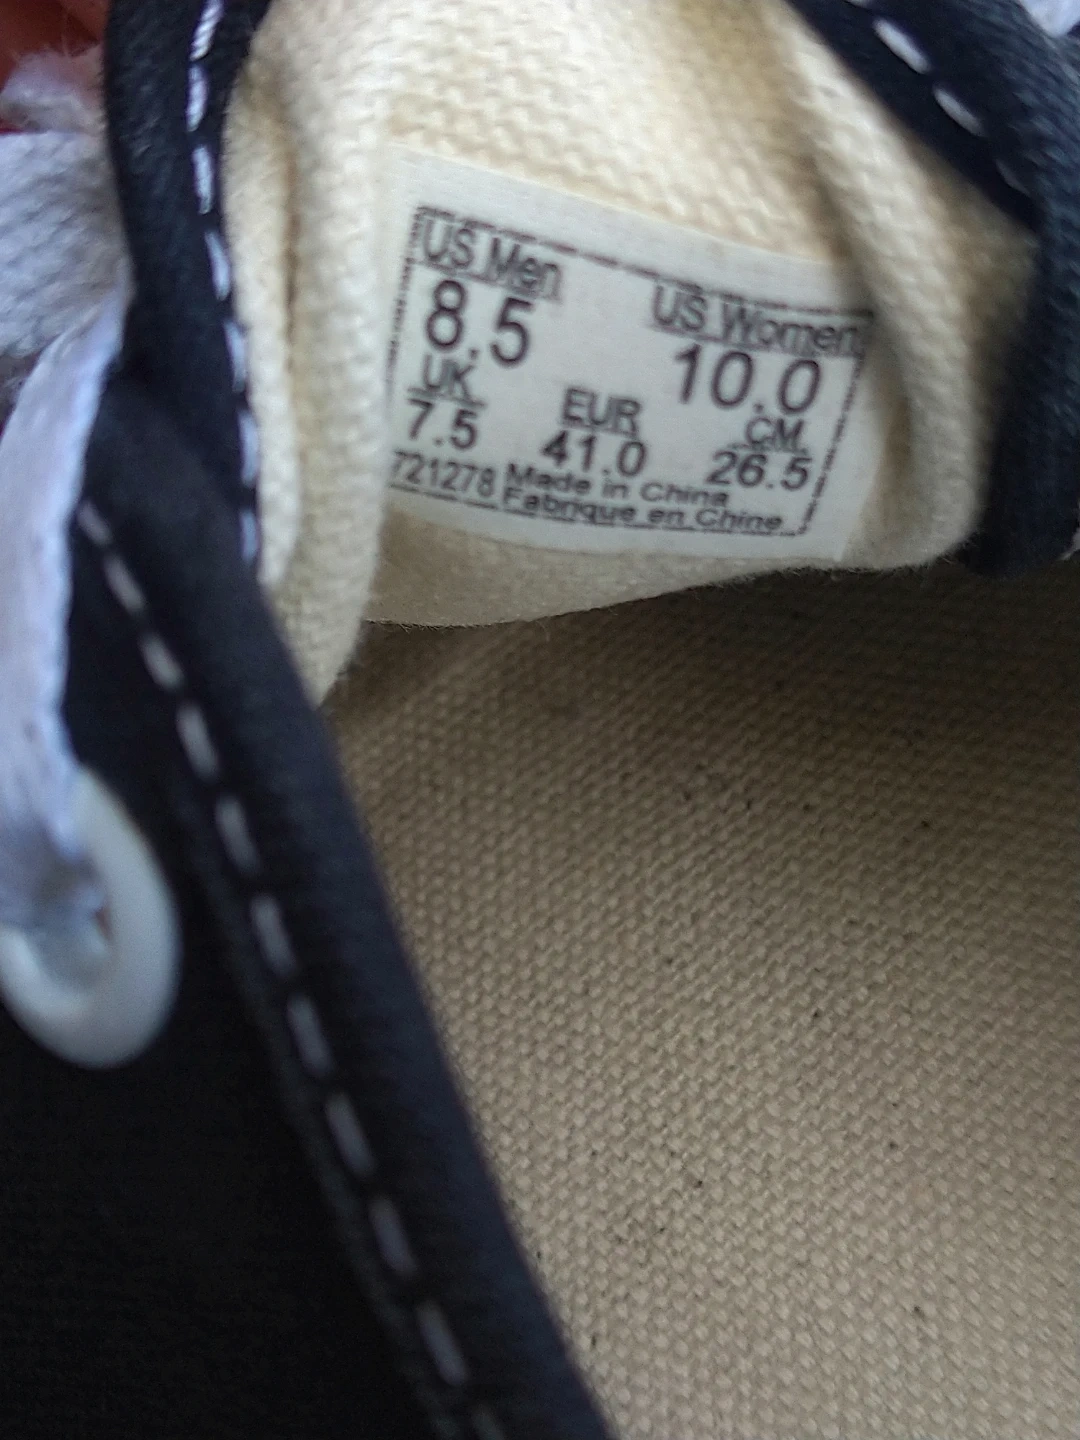 US Men US Women
8.5 10.0
UK EUR CM
7.5 41.0 26.5
721278 Made in China
Fabrique en Chine